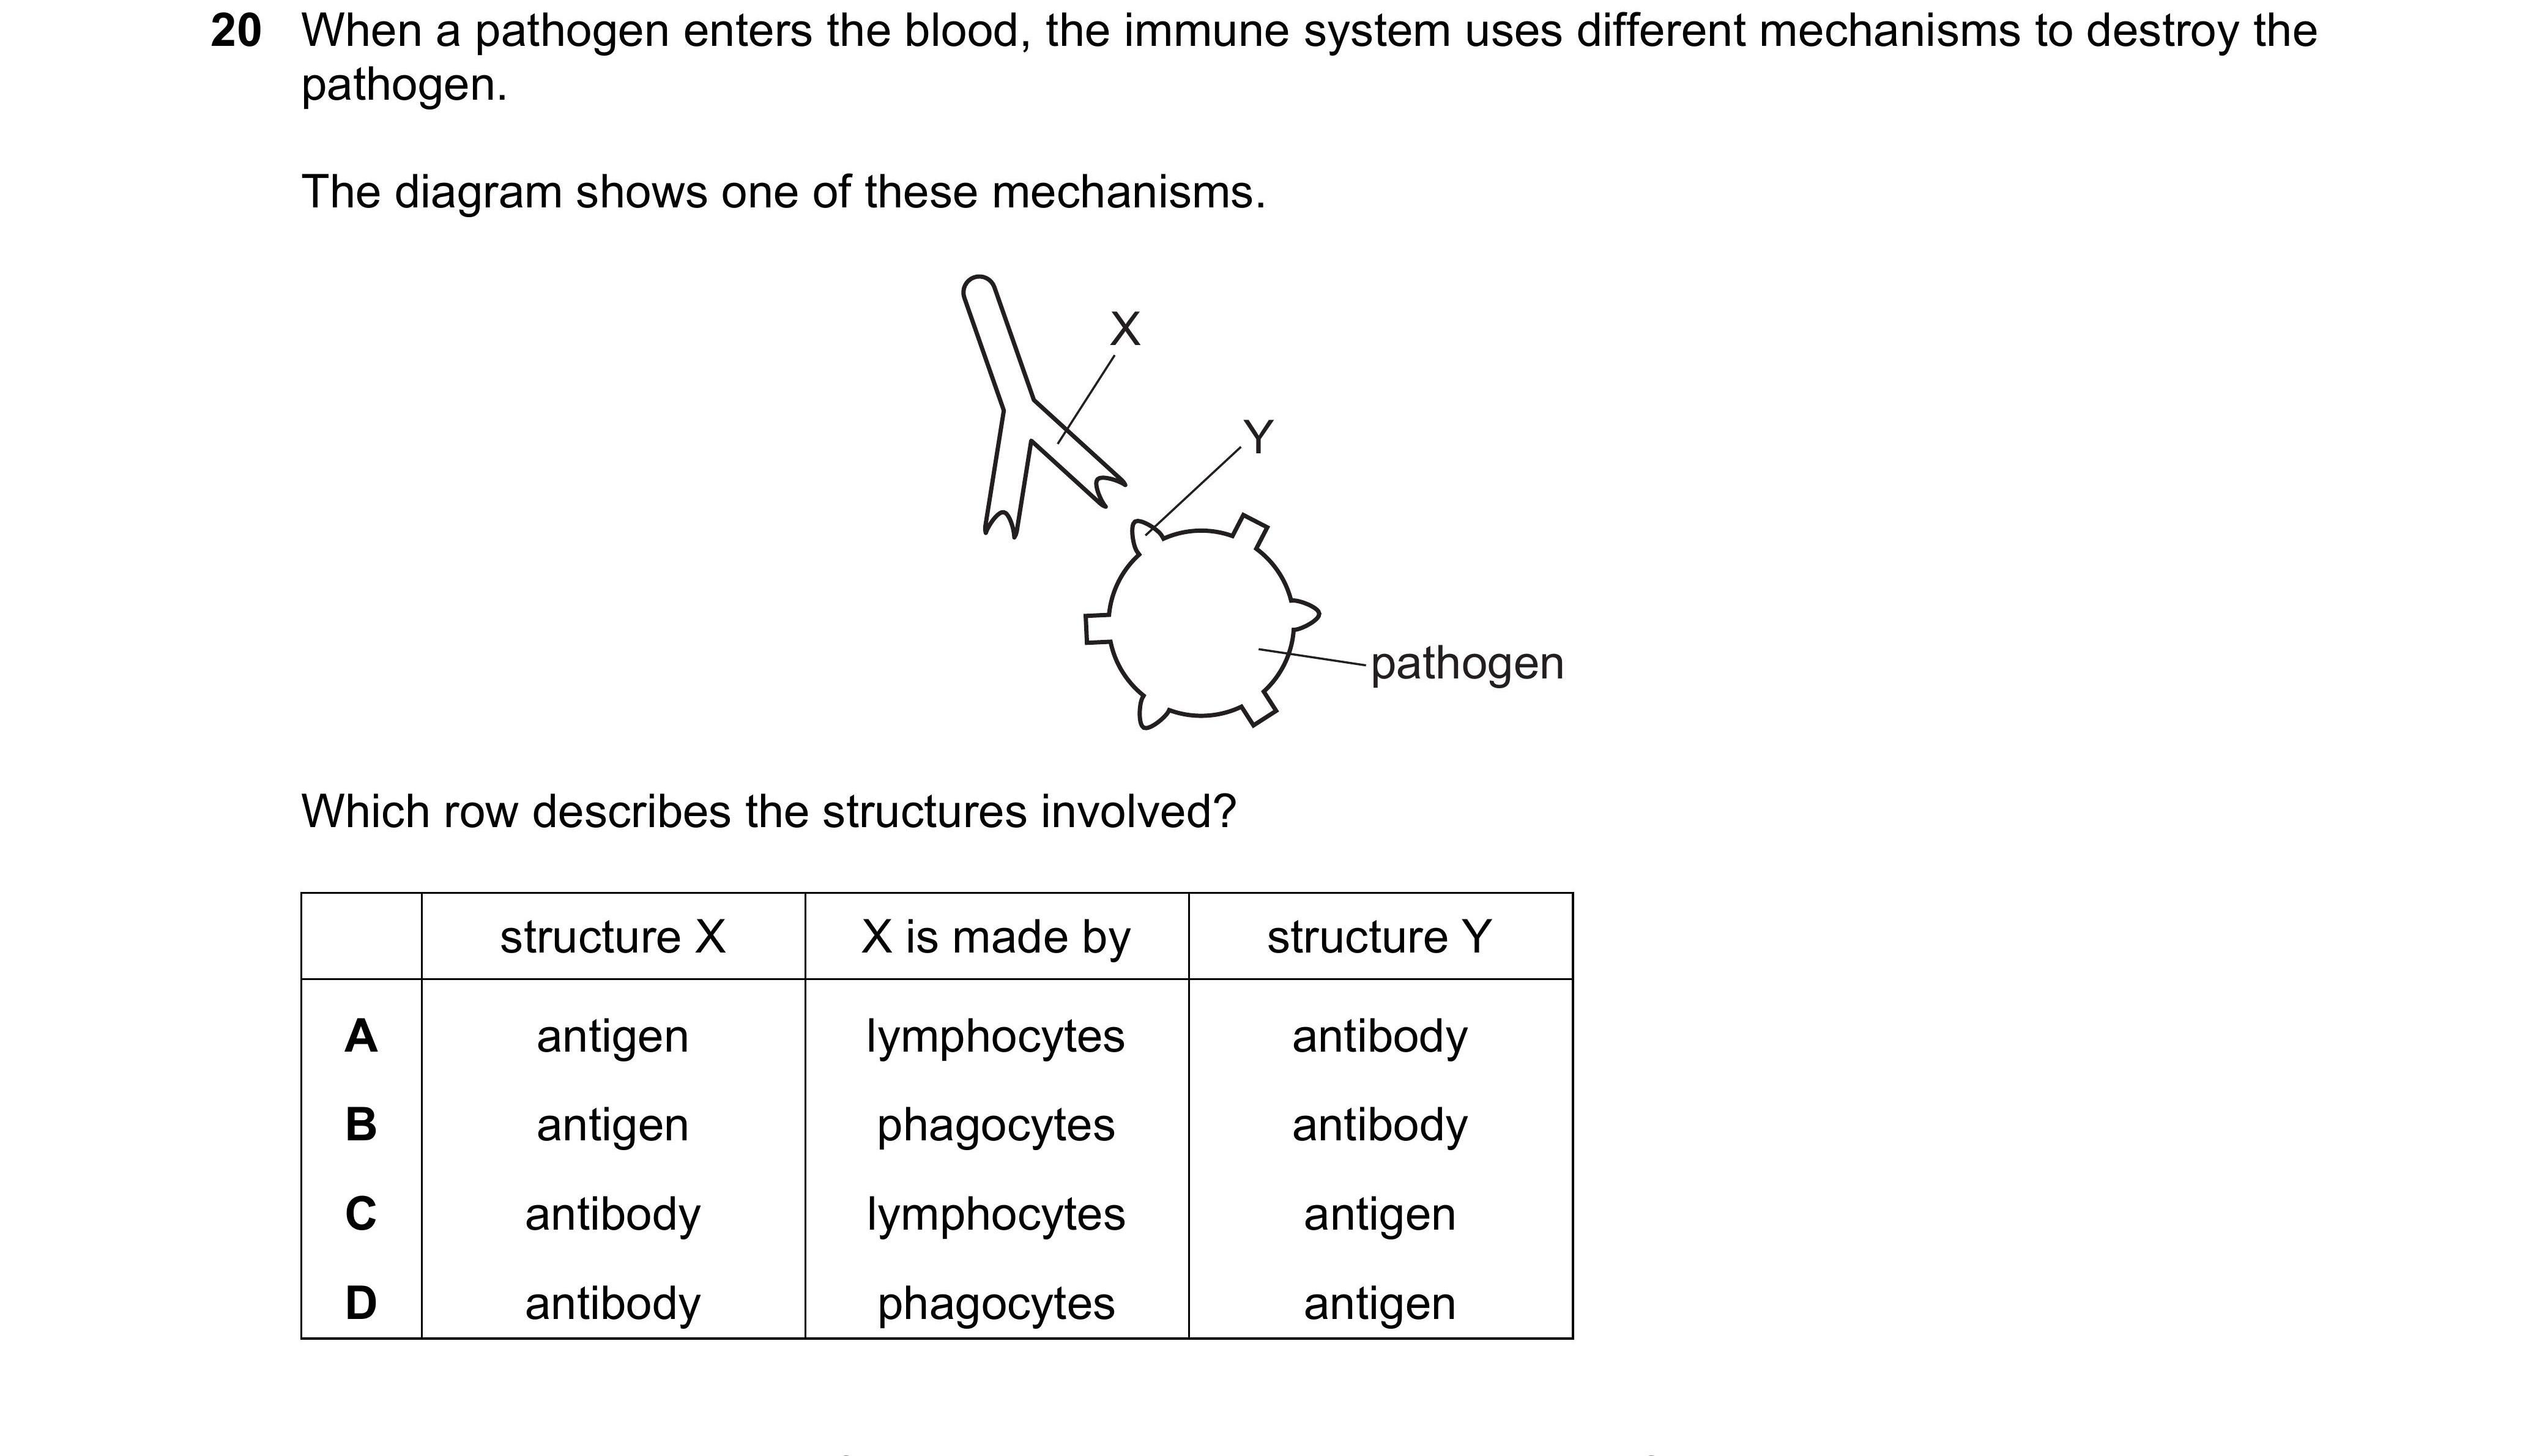 20 When a pathogen enters the blood, the immune system uses different mechanisms to destroy the
pathogen.
The diagram shows one of these mechanisms.
X
Y
pathogen
Which row describes the structures involved?
structure X X is made by structure Y
A antigen lymphocytes antibody
B antigen phagocytes antibody
C antibody lymphocytes antigen
D antibody phagocytes antigen